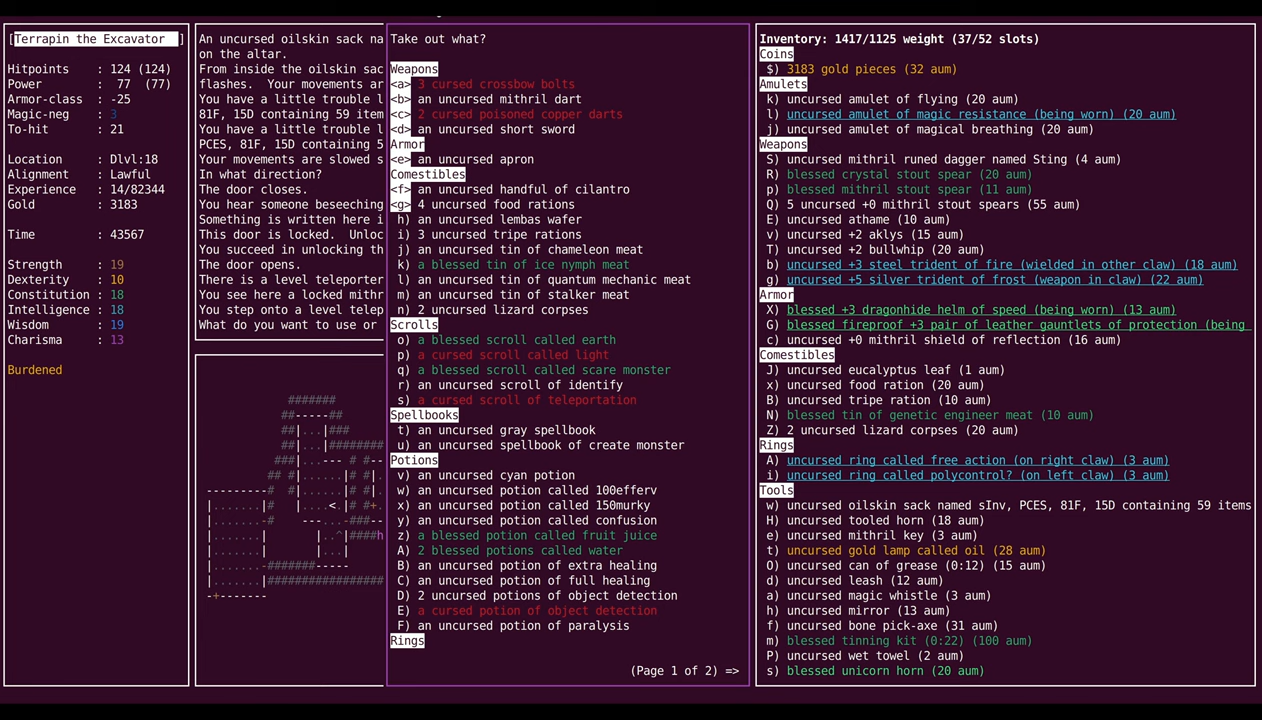 [Terrapin the Excavator ]
Hitpoints : 124 (124)
Power : 77 (77)
Armor-class : -25
Magic-neg : 3
To-hit : 21
Location : Dlvl:18
Alignment : Lawful
Experience : 14/82344
Gold : 3183
Time : 43567
Strength : 19
Dexterity : 10
Constitution : 18
Intelligence : 18
Wisdom : 19
Charisma : 13
Burdened
An uncursed oilskin sack na
on the altar.
From inside the oilskin sac
flashes. Your movements ar
You have a little trouble l
81F, 15D containing 59 item
You have a little trouble l
PCES, 81F, 15D containing 5
Your movements are slowed s
In what direction?
The door closes.
You hear someone beseeching
Something is written here i
This door is locked. Unloc
You succeed in unlocking th
The door opens.
There is a level teleporter
You see here a locked mithr
You step onto a level telep
What do you want to use or
Take out what?
Weapons
<a> 3 cursed crossbow bolts
<b> an uncursed mithril dart
<c> 2 cursed poisoned copper darts
<d> an uncursed short sword
Armor
<e> an uncursed apron
Comestibles
<f> an uncursed handful of cilantro
<g> 4 uncursed food rations
h) an uncursed lembas wafer
i) 3 uncursed tripe rations
j) an uncursed tin of chameleon meat
k) a blessed tin of ice nymph meat
l) an uncursed tin of quantum mechanic meat
m) an uncursed tin of stalker meat
n) 2 uncursed lizard corpses
Scrolls
o) a blessed scroll called earth
p) a cursed scroll called light
q) a blessed scroll called scare monster
r) an uncursed scroll of identify
s) a cursed scroll of teleportation
Spellbooks
t) an uncursed gray spellbook
u) an uncursed spellbook of create monster
Potions
v) an uncursed cyan potion
w) an uncursed potion called 100efferv
x) an uncursed potion called 150murky
y) an uncursed potion called confusion
z) a blessed potion called fruit juice
A) 2 blessed potions called water
B) an uncursed potion of extra healing
C) an uncursed potion of full healing
D) 2 uncursed potions of object detection
E) a cursed potion of object detection
F) an uncursed potion of paralysis
Rings
(Page 1 of 2) =>
Inventory: 1417/1125 weight (37/52 slots)
Coins
$) 3183 gold pieces (32 aum)
Amulets
k) uncursed amulet of flying (20 aum)
l) uncursed amulet of magic resistance (being worn) (20 aum)
j) uncursed amulet of magical breathing (20 aum)
Weapons
S) uncursed mithril runed dagger named Sting (4 aum)
R) blessed crystal stout spear (20 aum)
p) blessed mithril stout spear (11 aum)
Q) 5 uncursed +0 mithril stout spears (55 aum)
E) uncursed athame (10 aum)
v) uncursed +2 aklys (15 aum)
T) uncursed +2 bullwhip (20 aum)
b) uncursed +3 steel trident of fire (wielded in other claw) (18 aum)
g) uncursed +5 silver trident of frost (weapon in claw) (22 aum)
Armor
X) blessed +3 dragonhide helm of speed (being worn) (13 aum)
G) blessed fireproof +3 pair of leather gauntlets of protection (being
c) uncursed +0 mithril shield of reflection (16 aum)
Comestibles
J) uncursed eucalyptus leaf (1 aum)
x) uncursed food ration (20 aum)
B) uncursed tripe ration (10 aum)
N) blessed tin of genetic engineer meat (10 aum)
Z) 2 uncursed lizard corpses (20 aum)
Rings
A) uncursed ring called free action (on right claw) (3 aum)
i) uncursed ring called polycontrol? (on left claw) (3 aum)
Tools
w) uncursed oilskin sack named sInv, PCES, 81F, 15D containing 59 items
H) uncursed tooled horn (18 aum)
e) uncursed mithril key (3 aum)
t) uncursed gold lamp called oil (28 aum)
O) uncursed can of grease (0:12) (15 aum)
d) uncursed leash (12 aum)
a) uncursed magic whistle (3 aum)
h) uncursed mirror (13 aum)
f) uncursed bone pick-axe (31 aum)
m) blessed tinning kit (0:22) (100 aum)
P) uncursed wet towel (2 aum)
s) blessed unicorn horn (20 aum)